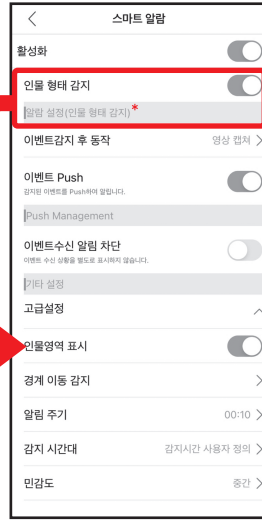 스마트 알람
활성화
인물 형태 감지
알람 설정(인물 형태 감지)*
이벤트감지 후 동작 영상 캡쳐
이벤트 Push
감지된 이벤트를 Push하여 알립니다.
Push Management
이벤트수신 알림 차단
이벤트 수신 상황을 별도로 표시하지 않습니다.
기타 설정
고급설정
인물영역 표시
경계 이동 감지
알림 주기 00:10
감지 시간대 감지시간 사용자 정의
민감도 중간